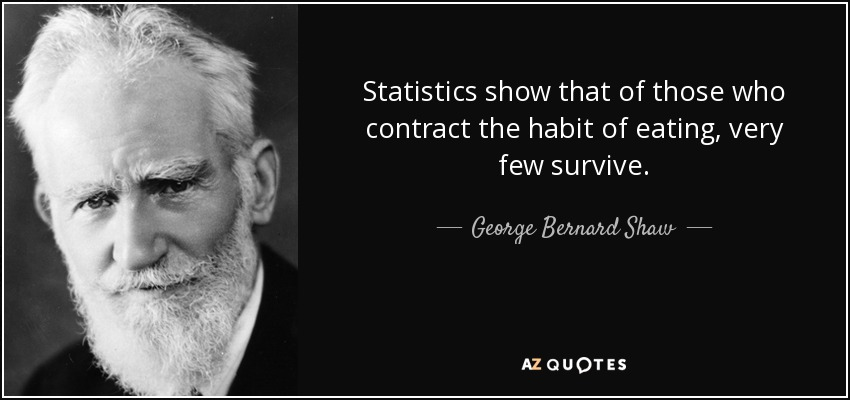 Statistics show that of those who
contract the habit of eating, very
few survive.
George Bernard Shaw
AZ QUOTES